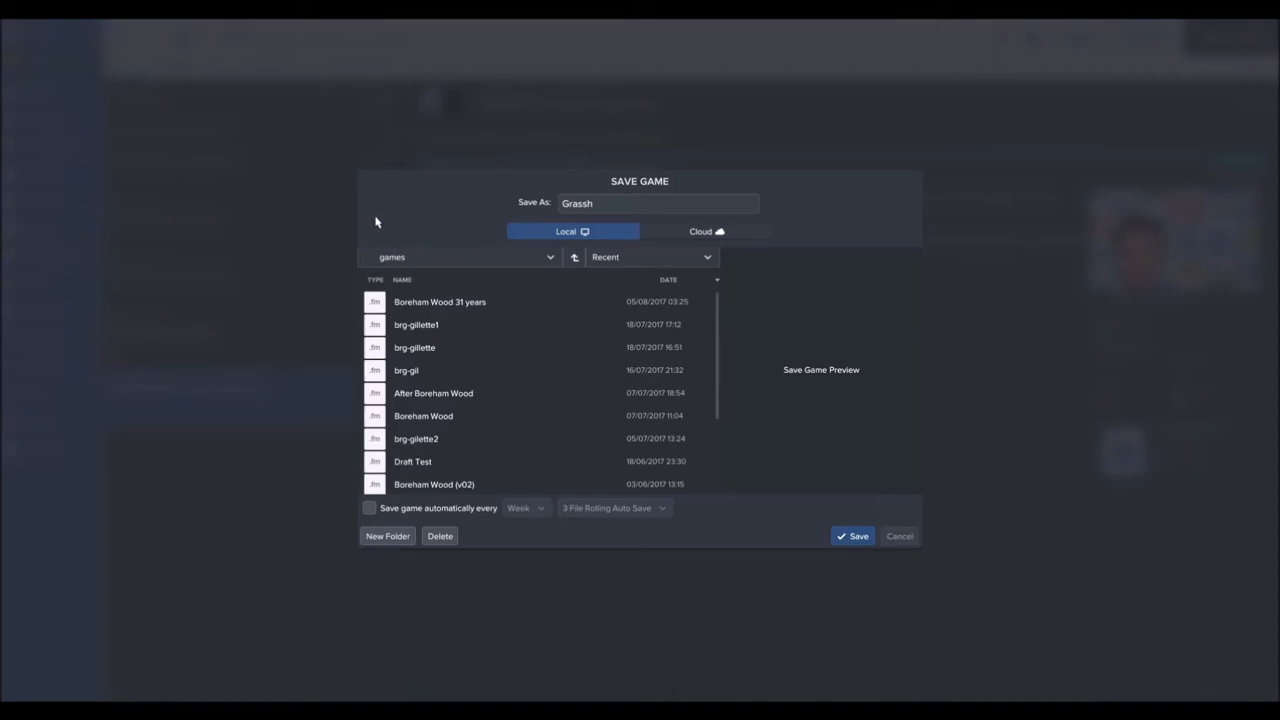 SAVE GAME
Save As: Grassh
Local Cloud
games Recent
TYPE NAME DATE
.fm Boreham Wood 31 years 05/08/2017 03:25
.fm brg-gillette1 18/07/2017 17:12
.fm brg-gillette 18/07/2017 16:51
.fm brg-gil 16/07/2017 21:32
.fm After Boreham Wood 07/07/2017 18:54
.fm Boreham Wood 07/07/2017 11:04
.fm brg-gilette2 05/07/2017 13:24
.fm Draft Test 18/06/2017 23:30
.fm Boreham Wood (v02) 03/06/2017 13:15
Save Game Preview
Save game automatically every Week 3 File Rolling Auto Save
New Folder Delete Save Cancel